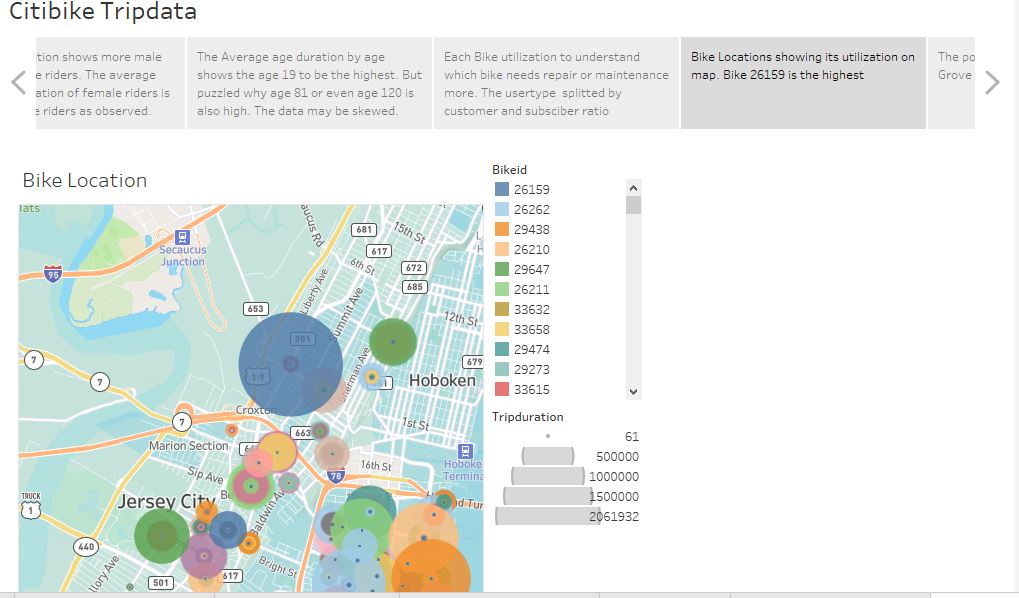 Citibike Tripdata
tion shows more male
e riders. The average
ation of female riders is
e riders as observed.
The Average age duration by age
shows the age 19 to be the highest. But
puzzled why age 81 or even age 120 is
also high. The data may be skewed.
Each Bike utilization to understand
which bike needs repair or maintenance
more. The usertype splitted by
customer and subsciber ratio
Bike Locations showing its utilization on
map. Bike 26159 is the highest
The po
Grove
Bike Location
lats
Secaucus
Junction
95
aucus Rd
681
15th St
617
6th St
672
685
Liberty Ave
Summit Ave
653
12th St
501
1-9
679
Sherman Ave
Hoboken
7
7
7
Croxton
1st St
663
Marion Section
16th St
78
Hoboke
Termina
Sip Ave
TRUCK
1
Jersey City
Be
Baldwin Av
d Tur
440
Bright St
617
501
llory Ave
Bikeid
26159
26262
29438
26210
29647
26211
33632
33658
29474
29273
33615
Tripduration
61
500000
1000000
1500000
2061932